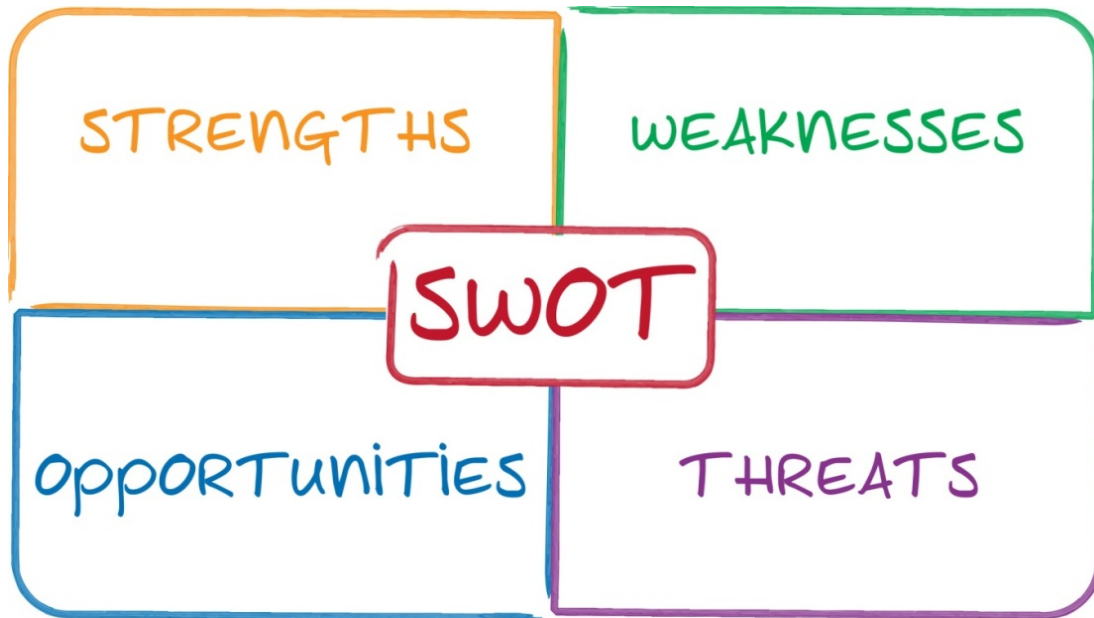 STRENGTHS
WEAKNESSES
SWOT
OPPORTUNITIES
THREATS